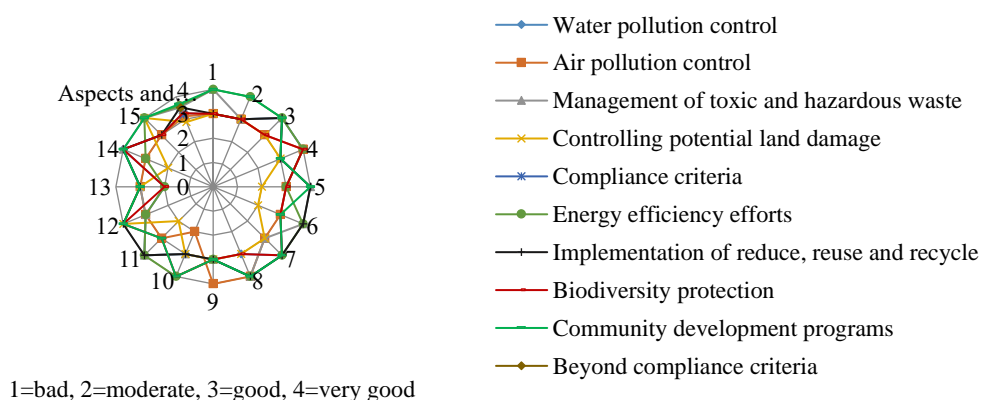 Aspects and...
1
2
3
4
5
6
7
8
9
10
11
12
13
14
15
4
3
2
1
0
Water pollution control
Air pollution control
Management of toxic and hazardous waste
Controlling potential land damage
Compliance criteria
Energy efficiency efforts
Implementation of reduce, reuse and recycle
Biodiversity protection
Community development programs
Beyond compliance criteria
1=bad, 2=moderate, 3=good, 4=very good